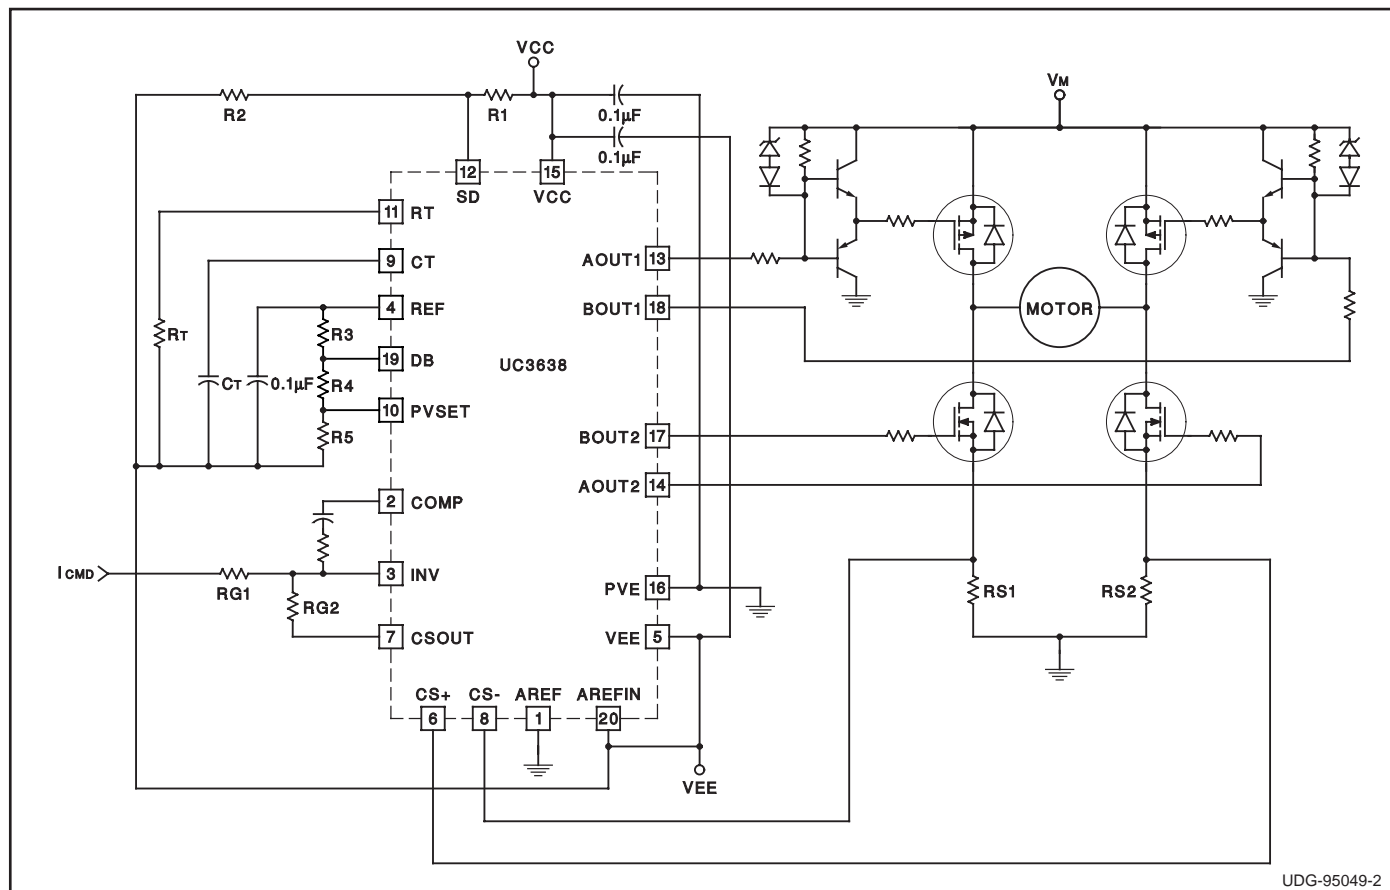 VCC
VM
R2
R1
0.1µF
0.1µF
12
15
SD
VCC
11
RT
9
CT
AOUT1
13
4
REF
BOUT1
18
RT
R3
MOTOR
19
DB
UC3638
CT
0.1µF
R4
10
PVSET
R5
BOUT2
17
AOUT2
14
2
COMP
ICMD
3
INV
RG1
PVE
16
RS1
RS2
RG2
7
CSOUT
VEE
5
CS+
CS-
AREF
AREFIN
6
8
1
20
VEE
UDG-95049-2